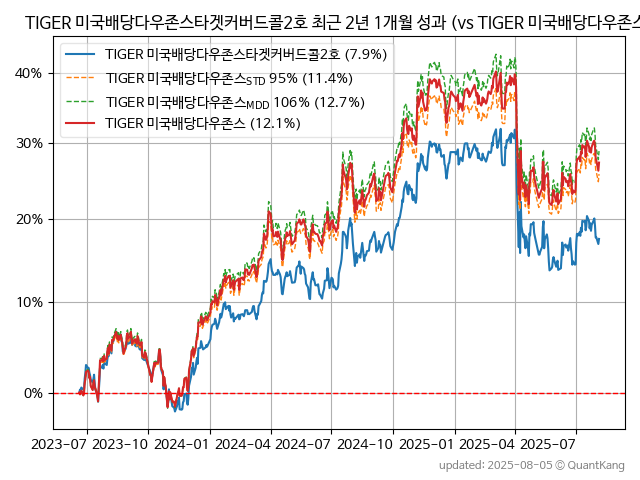 TIGER 미국배당다우존스타겟커버드콜2호 최근 2년 1개월 성과 (vs TIGER 미국배당다우존스
TIGER 미국배당다우존스타겟커버드콜2호 (7.9%)
TIGER 미국배당다우존스STD 95% (11.4%)
TIGER 미국배당다우존스MDD 106% (12.7%)
TIGER 미국배당다우존스 (12.1%)
40%
30%
20%
10%
0%
2023-07 2023-10 2024-01 2024-04 2024-07 2024-10 2025-01 2025-04 2025-07
updated: 2025-08-05 © QuantKang